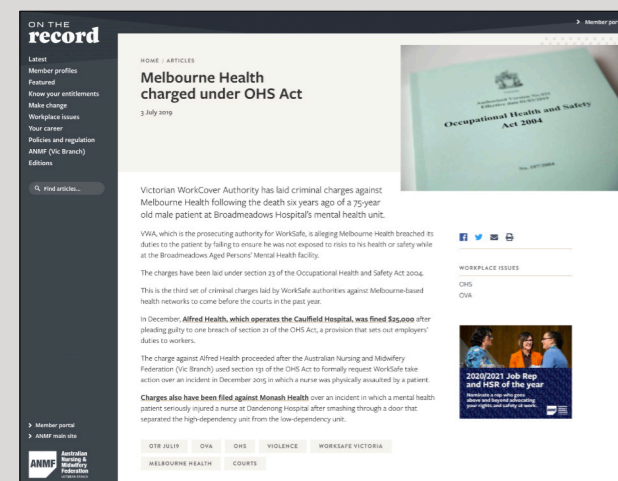 ON THE
record
Latest
Member profiles
Featured
Know your entitlements
Make change
Workplace issues
Your career
Policies and regulation
ANMF (Vic Branch)
Editions
Find articles...
> Member portal
> ANMF main site
ANMF
Australian
Nursing &
Midwifery
Federation
> Member por
HOME / ARTICLES
Melbourne Health
charged under OHS Act
3 July 2019
Occupational Health and Safety
Act 2004
Victorian WorkCover Authority has laid criminal charges against
Melbourne Health following the death six years ago of a 75-year
old male patient at Broadmeadows Hospital's mental health unit.
VWA, which is the prosecuting authority for WorkSafe, is alleging Melbourne Health breached its
duties to the patient by failing to ensure he was not exposed to risks to his health or safety while
at the Broadmeadows Aged Persons' Mental Health facility.
The charges have been laid under section 23 of the Occupational Health and Safety Act 2004.
This is the third set of criminal charges laid by WorkSafe authorities against Melbourne-based
health networks to come before the courts in the past year.
In December, Alfred Health, which operates the Caulfield Hospital, was fined $25,000 after
pleading guilty to one breach of section 21 of the OHS Act, a provision that sets out employers'
duties to workers.
The charge against Alfred Health proceeded after the Australian Nursing and Midwifery
Federation (Vic Branch) used section 131 of the OHS Act to formally request WorkSafe take
action over an incident in December 2015 in which a nurse was physically assaulted by a patient.
Charges also have been filed against Monash Health over an incident in which a mental health
patient seriously injured a nurse at Dandenong Hospital after smashing through a door that
separated the high-dependency unit from the low-dependency unit.
OTR JUL19 OVA OHS VIOLENCE WORKSAFE VICTORIA
MELBOURNE HEALTH COURTS
WORKPLACE ISSUES
OHS
OVA
2020/2021 Job Rep
and HSR of the year
Nominate a rep who goes
above and beyond advocating
your rights and safety at work.